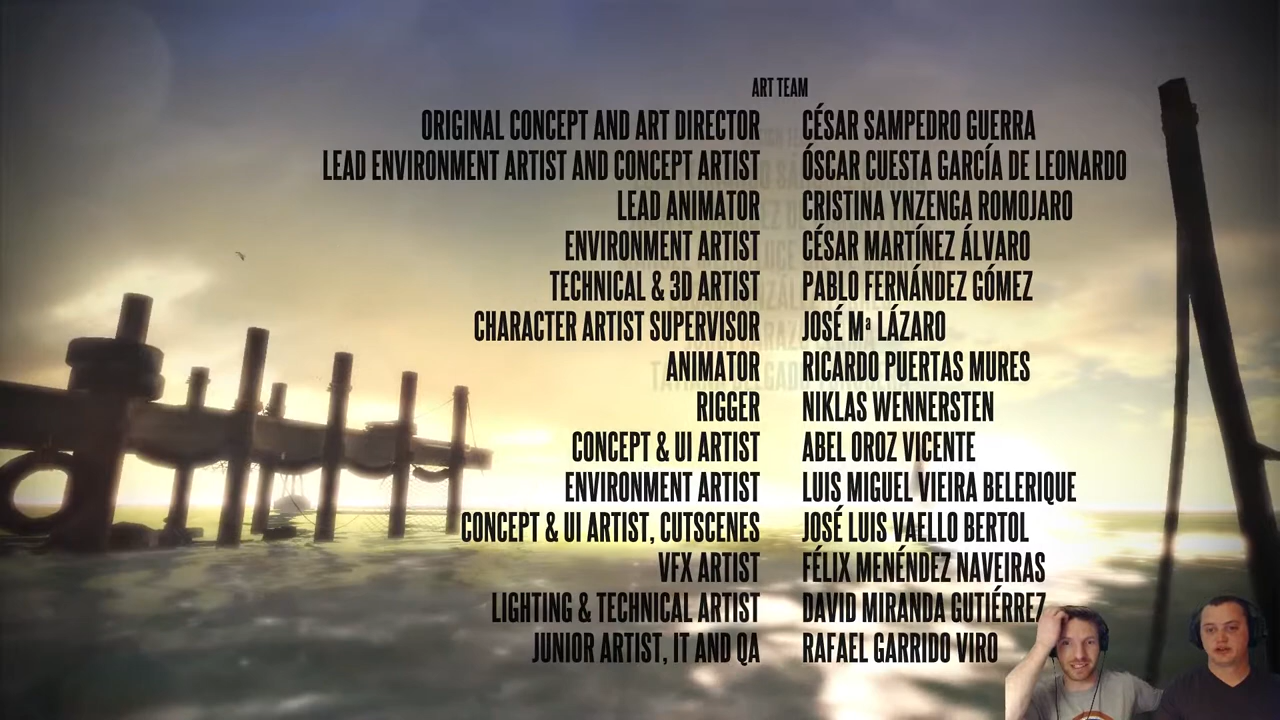 ART TEAM
ORIGINAL CONCEPT AND ART DIRECTOR CÉSAR SAMPEDRO GUERRA
LEAD ENVIRONMENT ARTIST AND CONCEPT ARTIST ÓSCAR CUESTA GARCÍA DE LEONARDO
LEAD ANIMATOR CRISTINA YNZENGA ROMOJARO
ENVIRONMENT ARTIST CÉSAR MARTÍNEZ ÁLVARO
TECHNICAL & 3D ARTIST PABLO FERNÁNDEZ GÓMEZ
CHARACTER ARTIST SUPERVISOR JOSÉ Mª LÁZARO
ANIMATOR RICARDO PUERTAS MURES
RIGGER NIKLAS WENNERSTEN
CONCEPT & UI ARTIST ABEL OROZ VICENTE
ENVIRONMENT ARTIST LUIS MIGUEL VIEIRA BELERIQUE
CONCEPT & UI ARTIST, CUTSCENES JOSÉ LUIS VAELLO BERTOL
VFX ARTIST FÉLIX MENÉNDEZ NAVEIRAS
LIGHTING & TECHNICAL ARTIST DAVID MIRANDA GUTIÉRREZ
JUNIOR ARTIST, IT AND QA RAFAEL GARRIDO VIRO